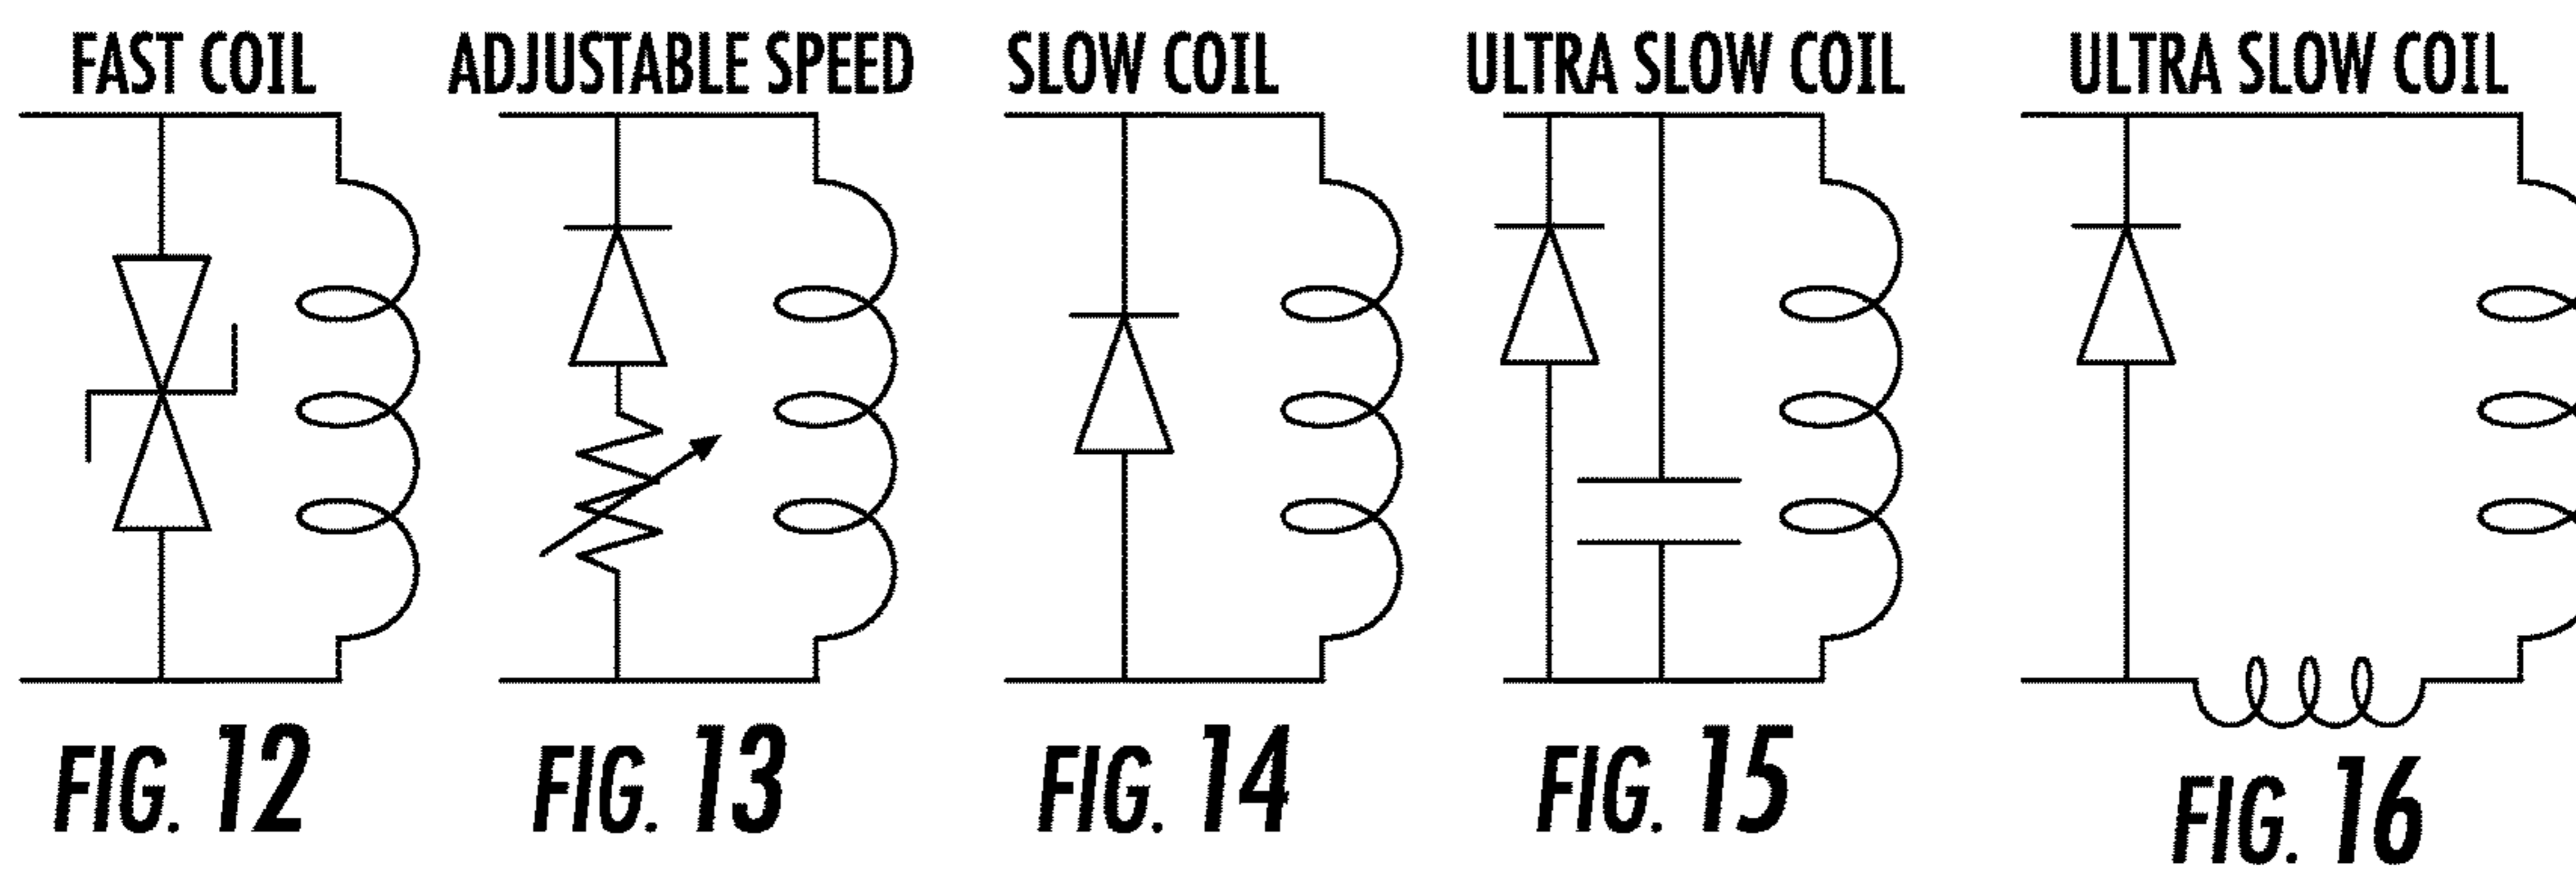 FAST COIL
ADJUSTABLE SPEED
SLOW COIL
ULTRA SLOW COIL
ULTRA SLOW COIL
FIG. 12
FIG. 13
FIG. 14
FIG. 15
FIG. 16